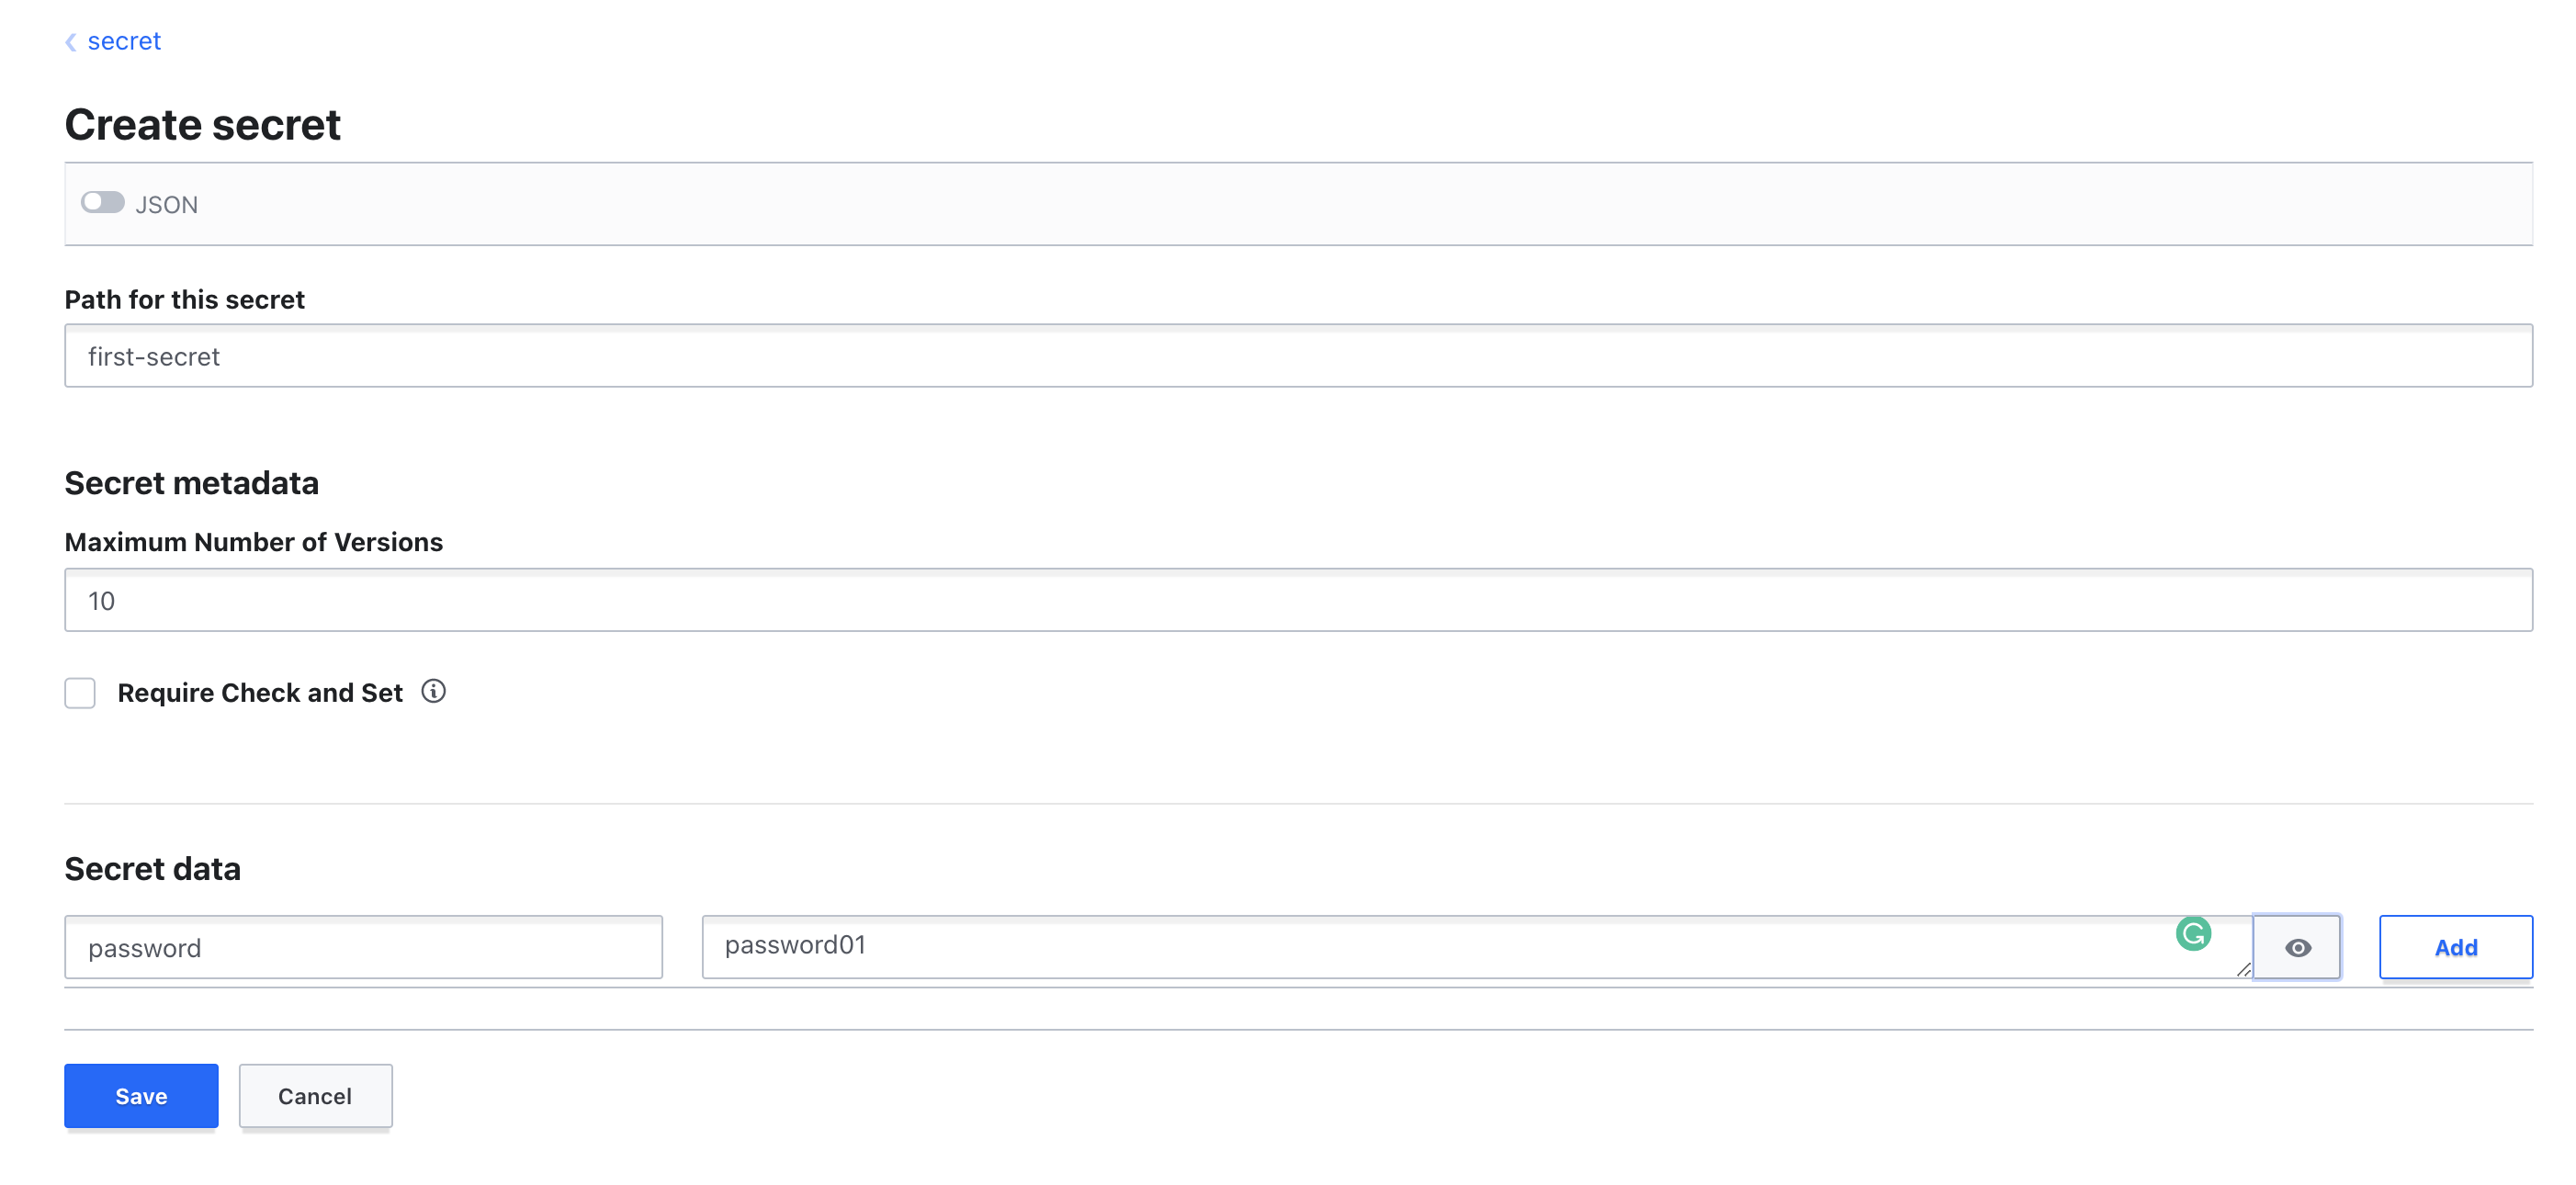 secret
Create secret
JSON
Path for this secret
first-secret
Secret metadata
Maximum Number of Versions
10
Require Check and Set
Secret data
password password01 Add
Save Cancel